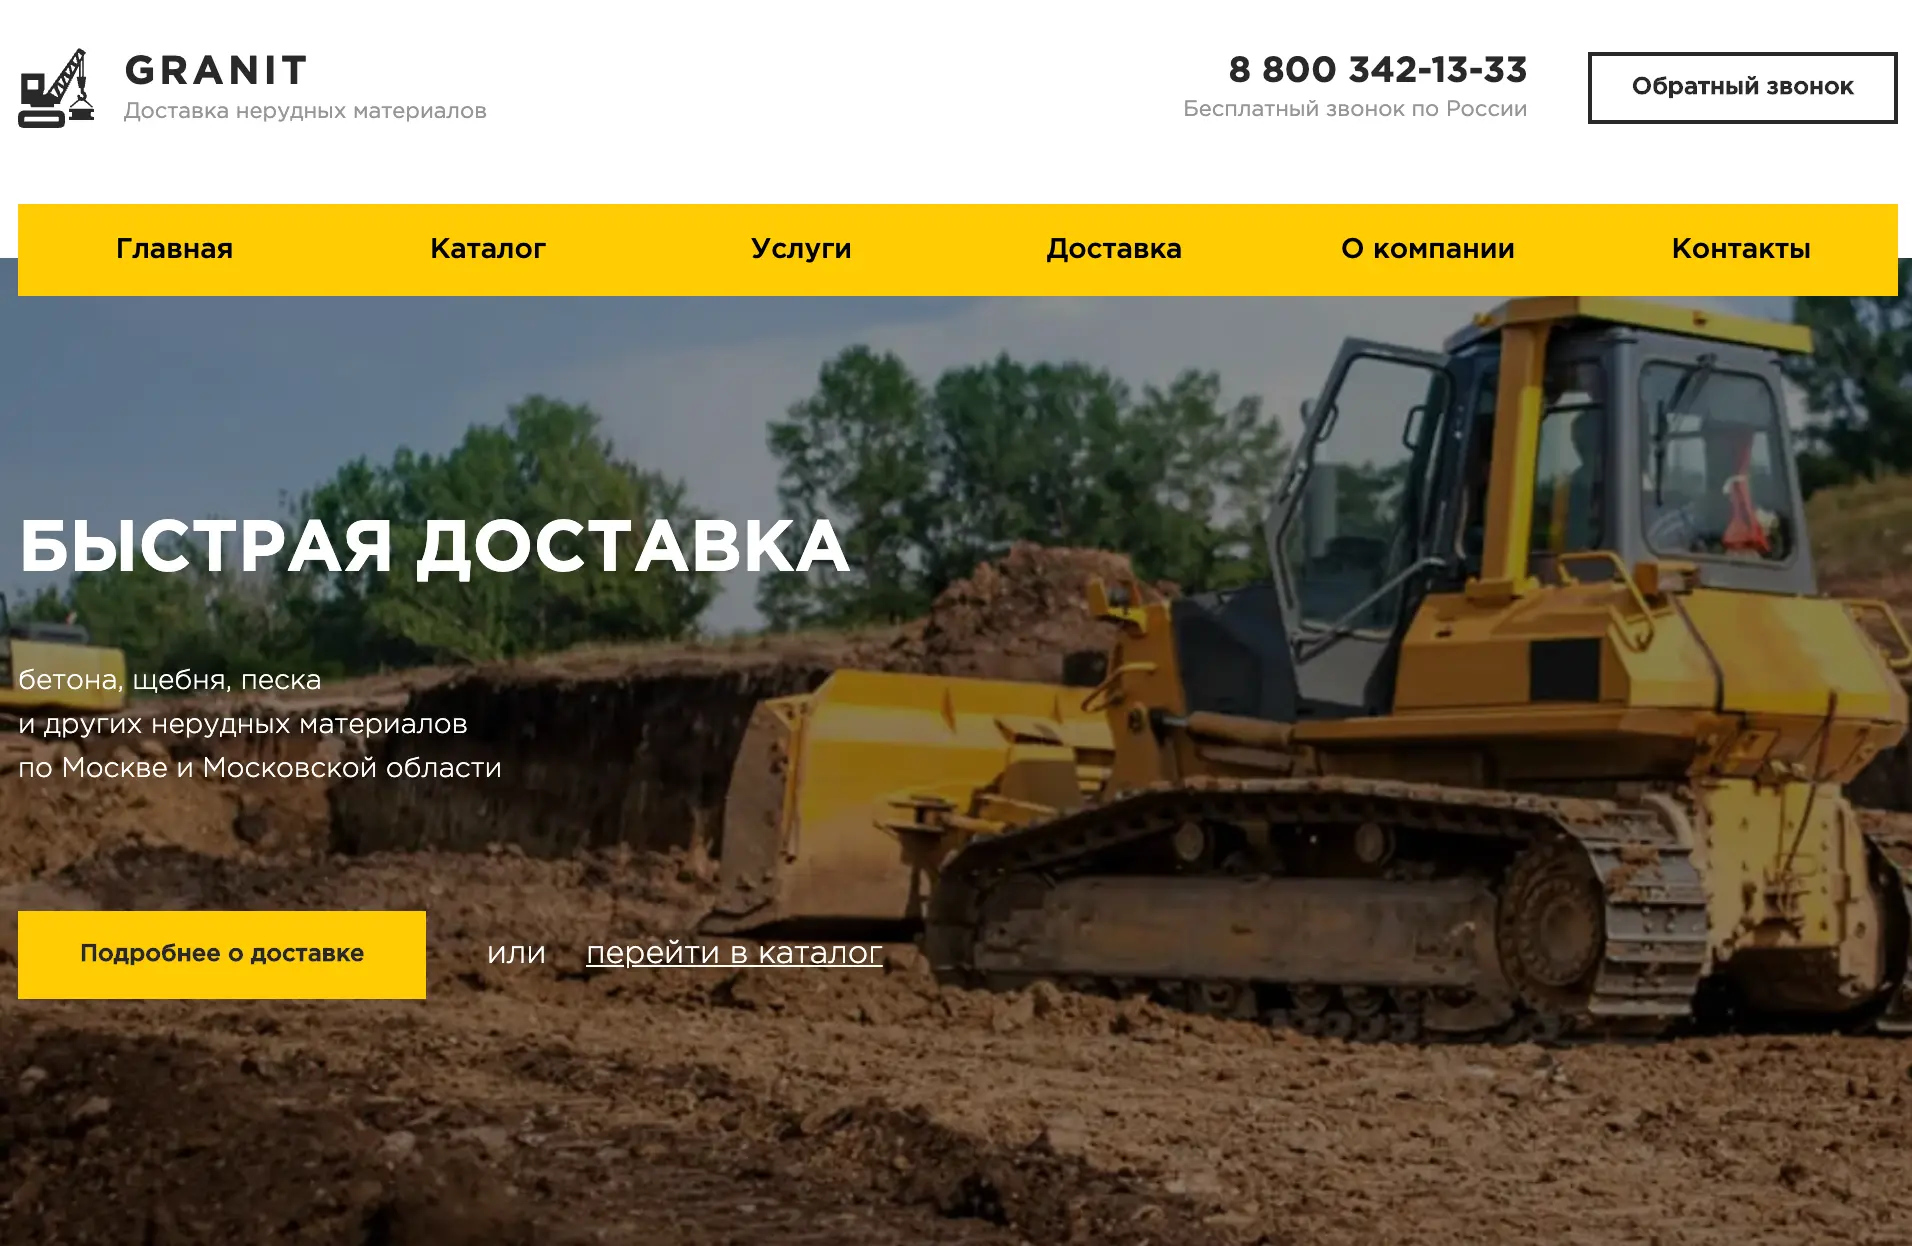 GRANIT
Доставка нерудных материалов
8 800 342-13-33
Бесплатный звонок по России
Обратный звонок
Главная
Каталог
Услуги
Доставка
О компании
Контакты
БЫСТРАЯ ДОСТАВКА
бетона, щебня, песка
и других нерудных материалов
по Москве и Московской области
Подробнее о доставке
или перейти в каталог